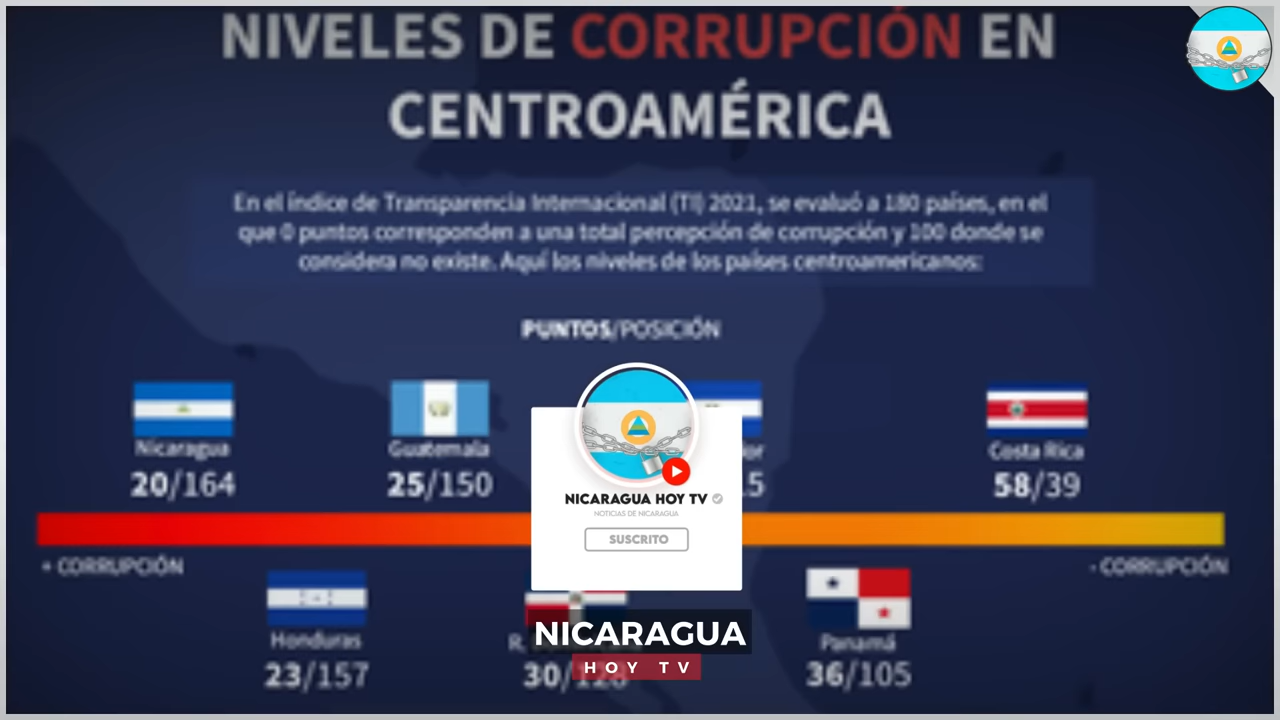 NIVELES DE CORRUPCIÓN EN
CENTROAMÉRICA
En el índice de Transparencia Internacional (TI) 2021, se evaluó a 180 países, en el
que 0 puntos corresponden a una total percepción de corrupción y 100 donde se
considera no existe. Aquí los niveles de los países centroamericanos:
PUNTOS/POSICIÓN
Nicaragua
20/164
Guatemala
25/150
Costa Rica
58/39
NICARAGUA HOY TV
NOTICIAS DE NICARAGUA
SUSCRITO
+ CORRUPCIÓN
- CORRUPCIÓN
Honduras
23/157
R.
30/128
Panamá
36/105
NICARAGUA
HOY TV